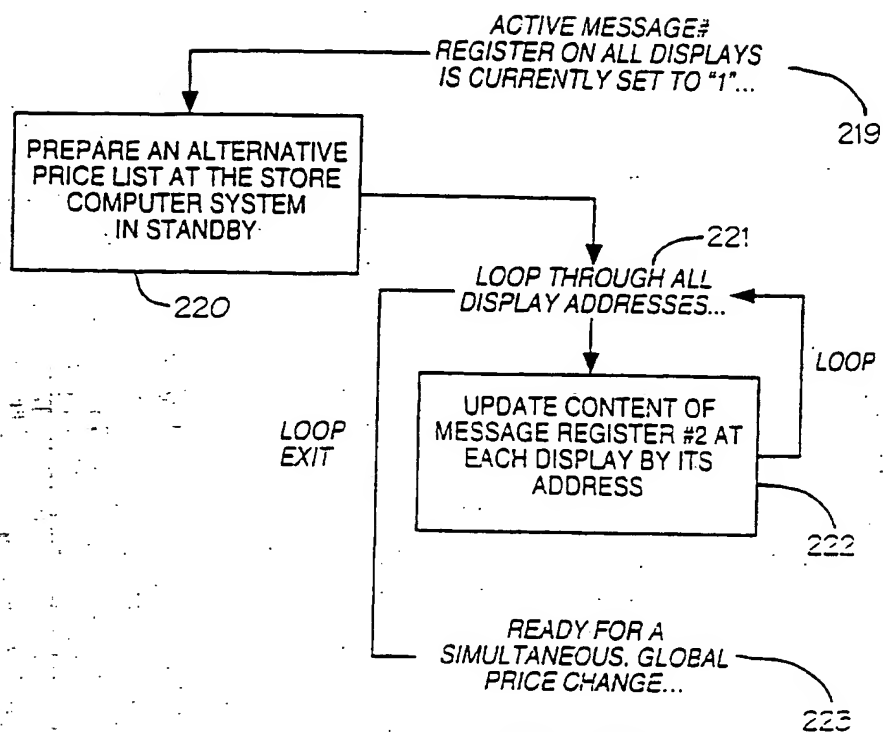 ACTIVE MESSAGE#
REGISTER ON ALL DISPLAYS
IS CURRENTLY SET TO "1"...
219
PREPARE AN ALTERNATIVE
PRICE LIST AT THE STORE
COMPUTER SYSTEM
IN STANDBY
220
221
LOOP THROUGH ALL
DISPLAY ADDRESSES...
LOOP
LOOP
EXIT
UPDATE CONTENT OF
MESSAGE REGISTER #2 AT
EACH DISPLAY BY ITS
ADDRESS
222
READY FOR A
SIMULTANEOUS, GLOBAL
PRICE CHANGE...
223